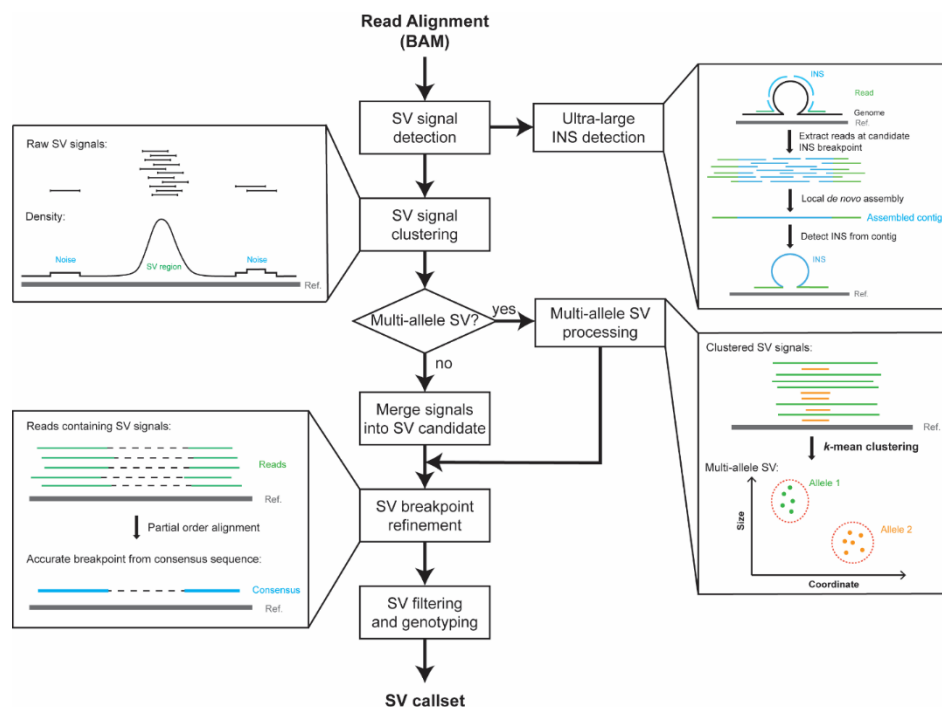 Read Alignment
(BAM)
SV signal
detection
Ultra-large
INS detection
INS
Read
Genome
Ref.
Extract reads at candidate
INS breakpoint
Local de novo assembly
Assembled contig
Detect INS from contig
INS
Ref.
Raw SV signals:
Density:
Noise
SV region
Noise
Ref.
SV signal
clustering
Multi-allele SV?
yes
no
Multi-allele SV
processing
Clustered SV signals:
Ref.
k-mean clustering
Multi-allele SV:
Allele 1
Allele 2
Size
Coordinate
Merge signals
into SV candidate
Reads containing SV signals:
Reads
Ref.
Partial order alignment
Accurate breakpoint from consensus sequence:
Consensus
Ref.
SV breakpoint
refinement
SV filtering
and genotyping
SV callset